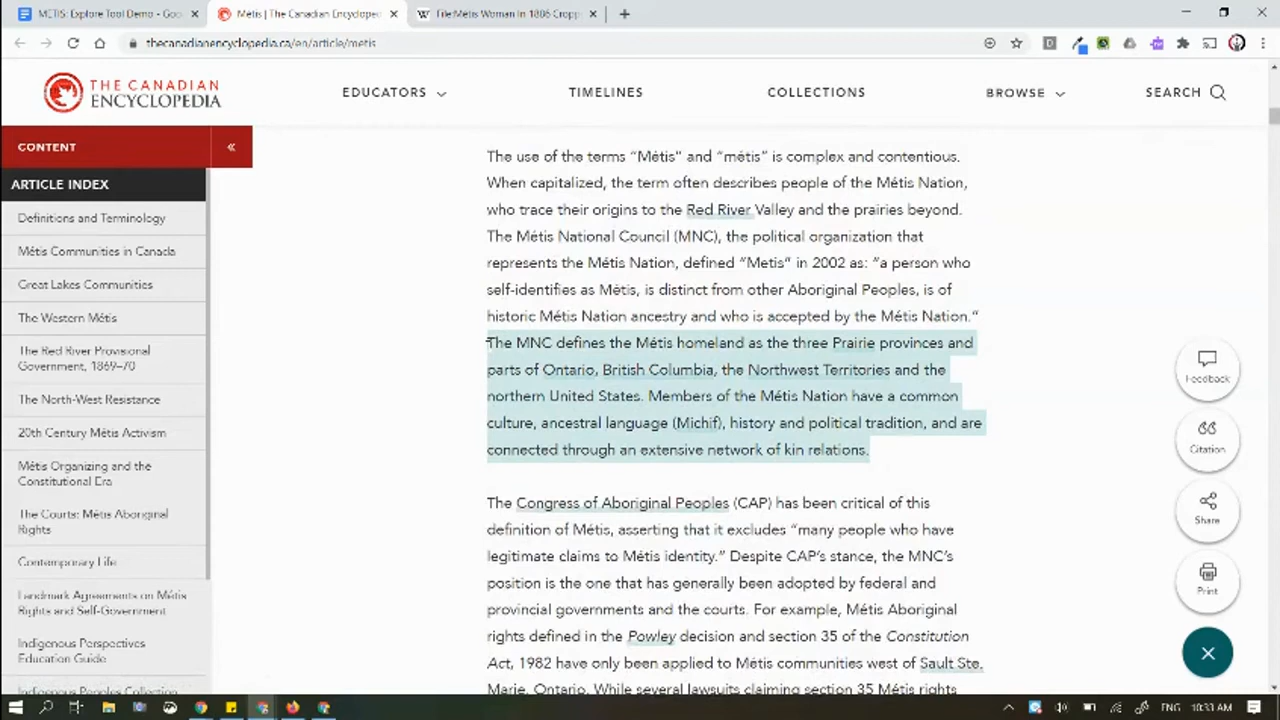 METIS: Explore Tool Demo - Goo
Métis | The Canadian Encyclope
File:Métis Woman In 1806 Cropp
thecanadianencyclopedia.ca/en/article/metis
THE CANADIAN
ENCYCLOPEDIA
EDUCATORS
TIMELINES
COLLECTIONS
BROWSE
SEARCH
CONTENT
«
ARTICLE INDEX
Definitions and Terminology
Métis Communities in Canada
Great Lakes Communities
The Western Métis
The Red River Provisional
Government, 1869–70
The North-West Resistance
20th Century Métis Activism
Métis Organizing and the
Constitutional Era
The Courts: Métis Aboriginal
Rights
Contemporary Life
Landmark Agreements on Métis
Rights and Self-Government
Indigenous Perspectives
Education Guide
Indigenous Peoples Collection
The use of the terms “Métis” and “métis” is complex and contentious.
When capitalized, the term often describes people of the Métis Nation,
who trace their origins to the Red River Valley and the prairies beyond.
The Métis National Council (MNC), the political organization that
represents the Métis Nation, defined “Metis” in 2002 as: “a person who
self-identifies as Métis, is distinct from other Aboriginal Peoples, is of
historic Métis Nation ancestry and who is accepted by the Métis Nation.”
The MNC defines the Métis homeland as the three Prairie provinces and
parts of Ontario, British Columbia, the Northwest Territories and the
northern United States. Members of the Métis Nation have a common
culture, ancestral language (Michif), history and political tradition, and are
connected through an extensive network of kin relations.
The Congress of Aboriginal Peoples (CAP) has been critical of this
definition of Métis, asserting that it excludes “many people who have
legitimate claims to Métis identity.” Despite CAP’s stance, the MNC’s
position is the one that has generally been adopted by federal and
provincial governments and the courts. For example, Métis Aboriginal
rights defined in the Powley decision and section 35 of the Constitution
Act, 1982 have only been applied to Métis communities west of Sault Ste.
Marie, Ontario. While several lawsuits claiming section 35 Métis rights
Feedback
Citation
Share
Print
ENG
10:33 AM